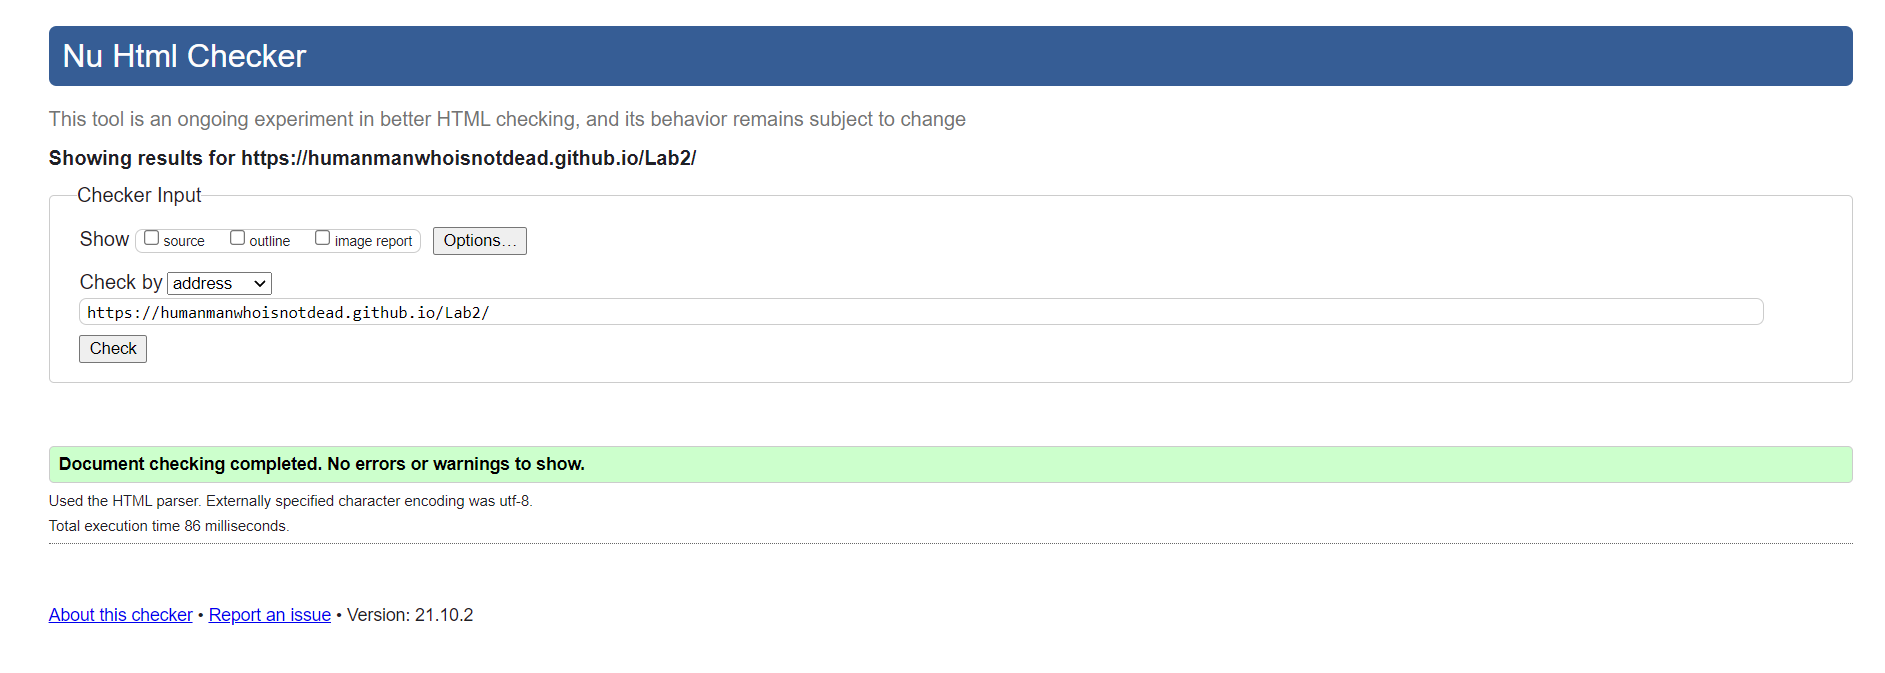 Nu Html Checker
This tool is an ongoing experiment in better HTML checking, and its behavior remains subject to change
Showing results for https://humanmanwhoisnotdead.github.io/Lab2/
Checker Input
Show source outline image report Options...
Check by address
https://humanmanwhoisnotdead.github.io/Lab2/
Check
Document checking completed. No errors or warnings to show.
Used the HTML parser. Externally specified character encoding was utf-8.
Total execution time 86 milliseconds.
About this checker • Report an issue • Version: 21.10.2